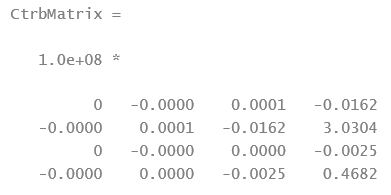 CtrbMatrix =
1.0e+08 *
0 -0.0000 0.0001 -0.0162
-0.0000 0.0001 -0.0162 3.0304
0 -0.0000 0.0000 -0.0025
-0.0000 0.0000 -0.0025 0.4682